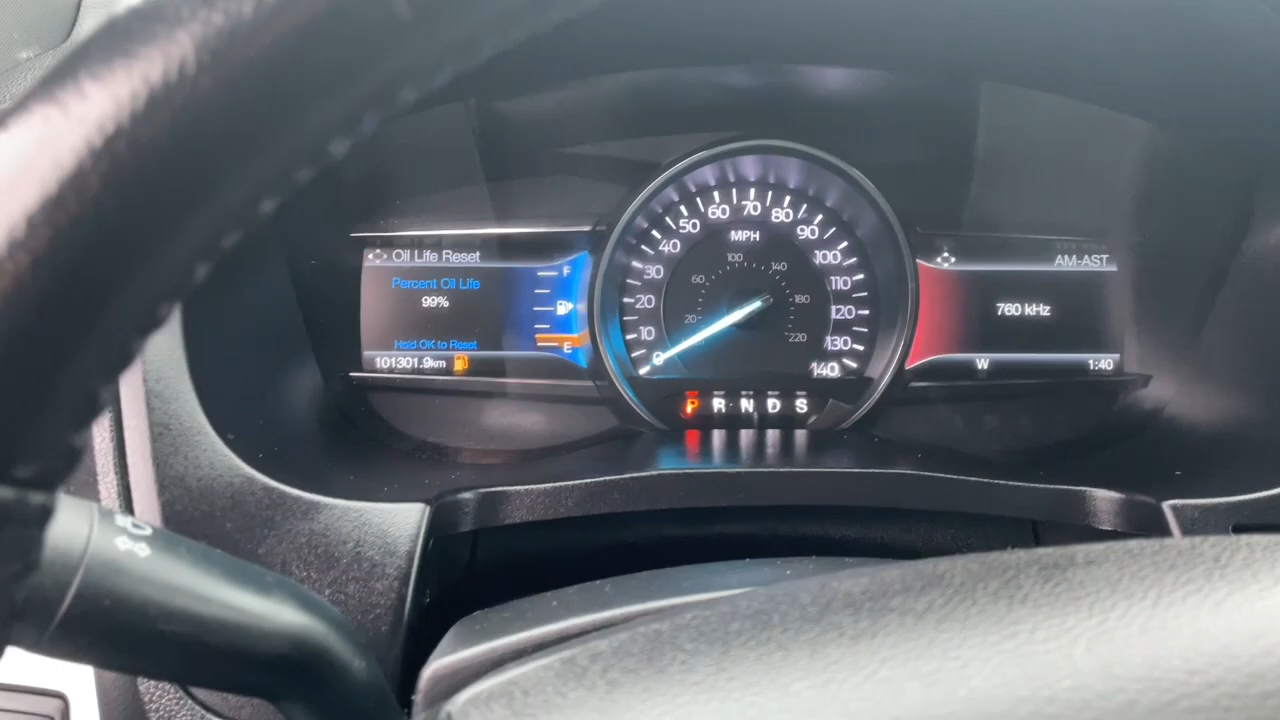 Oil Life Reset
Percent Oil Life
99%
Hold OK to Reset
101301.9km
F
E
0
10
20
30
40
50
60
70
80
90
100
110
120
130
140
MPH
20
60
100
140
180
220
P R N D S
AM-AST
760 kHz
W 1:40